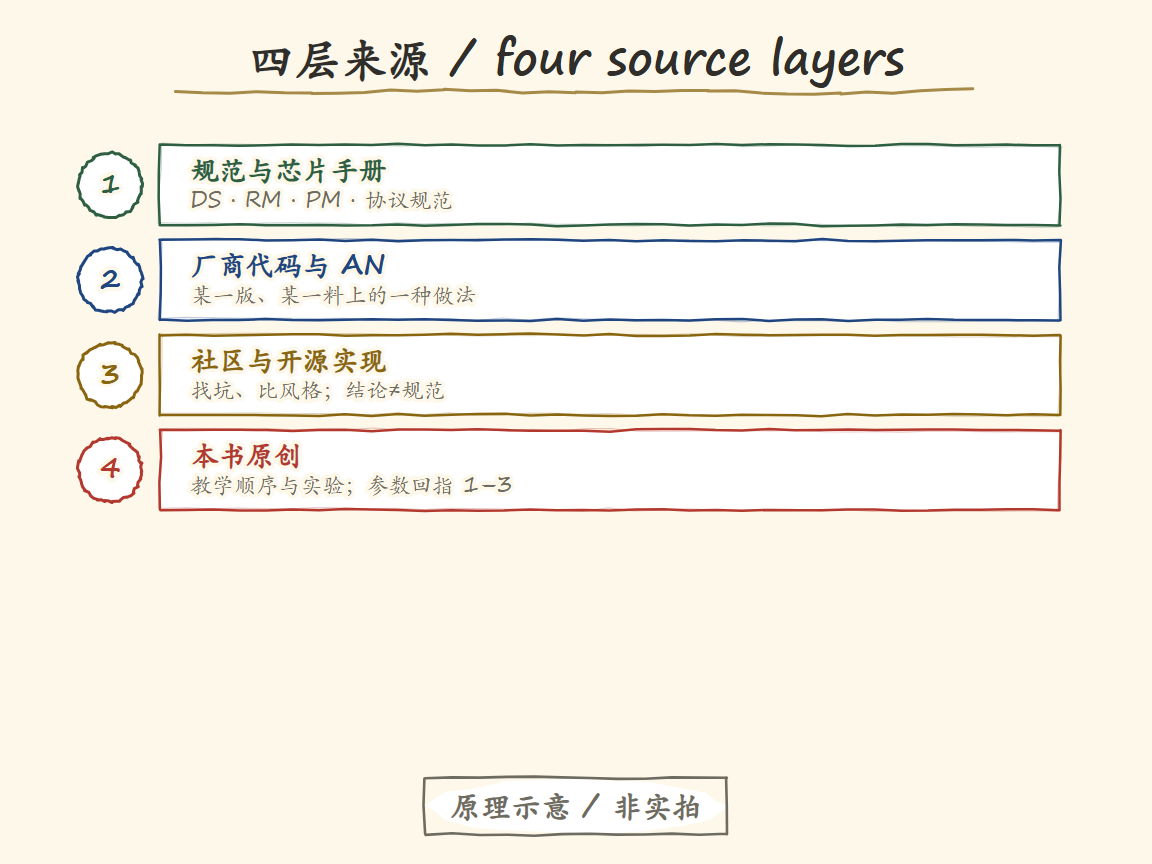 四层来源 / four source layers
1
规范与芯片手册
DS · RM · PM · 协议规范
2
厂商代码与 AN
某一版、某一料上的一种做法
3
社区与开源实现
找坑、比风格；结论≠规范
4
本书原创
教学顺序与实验；参数回指 1–3
原理示意 / 非实拍